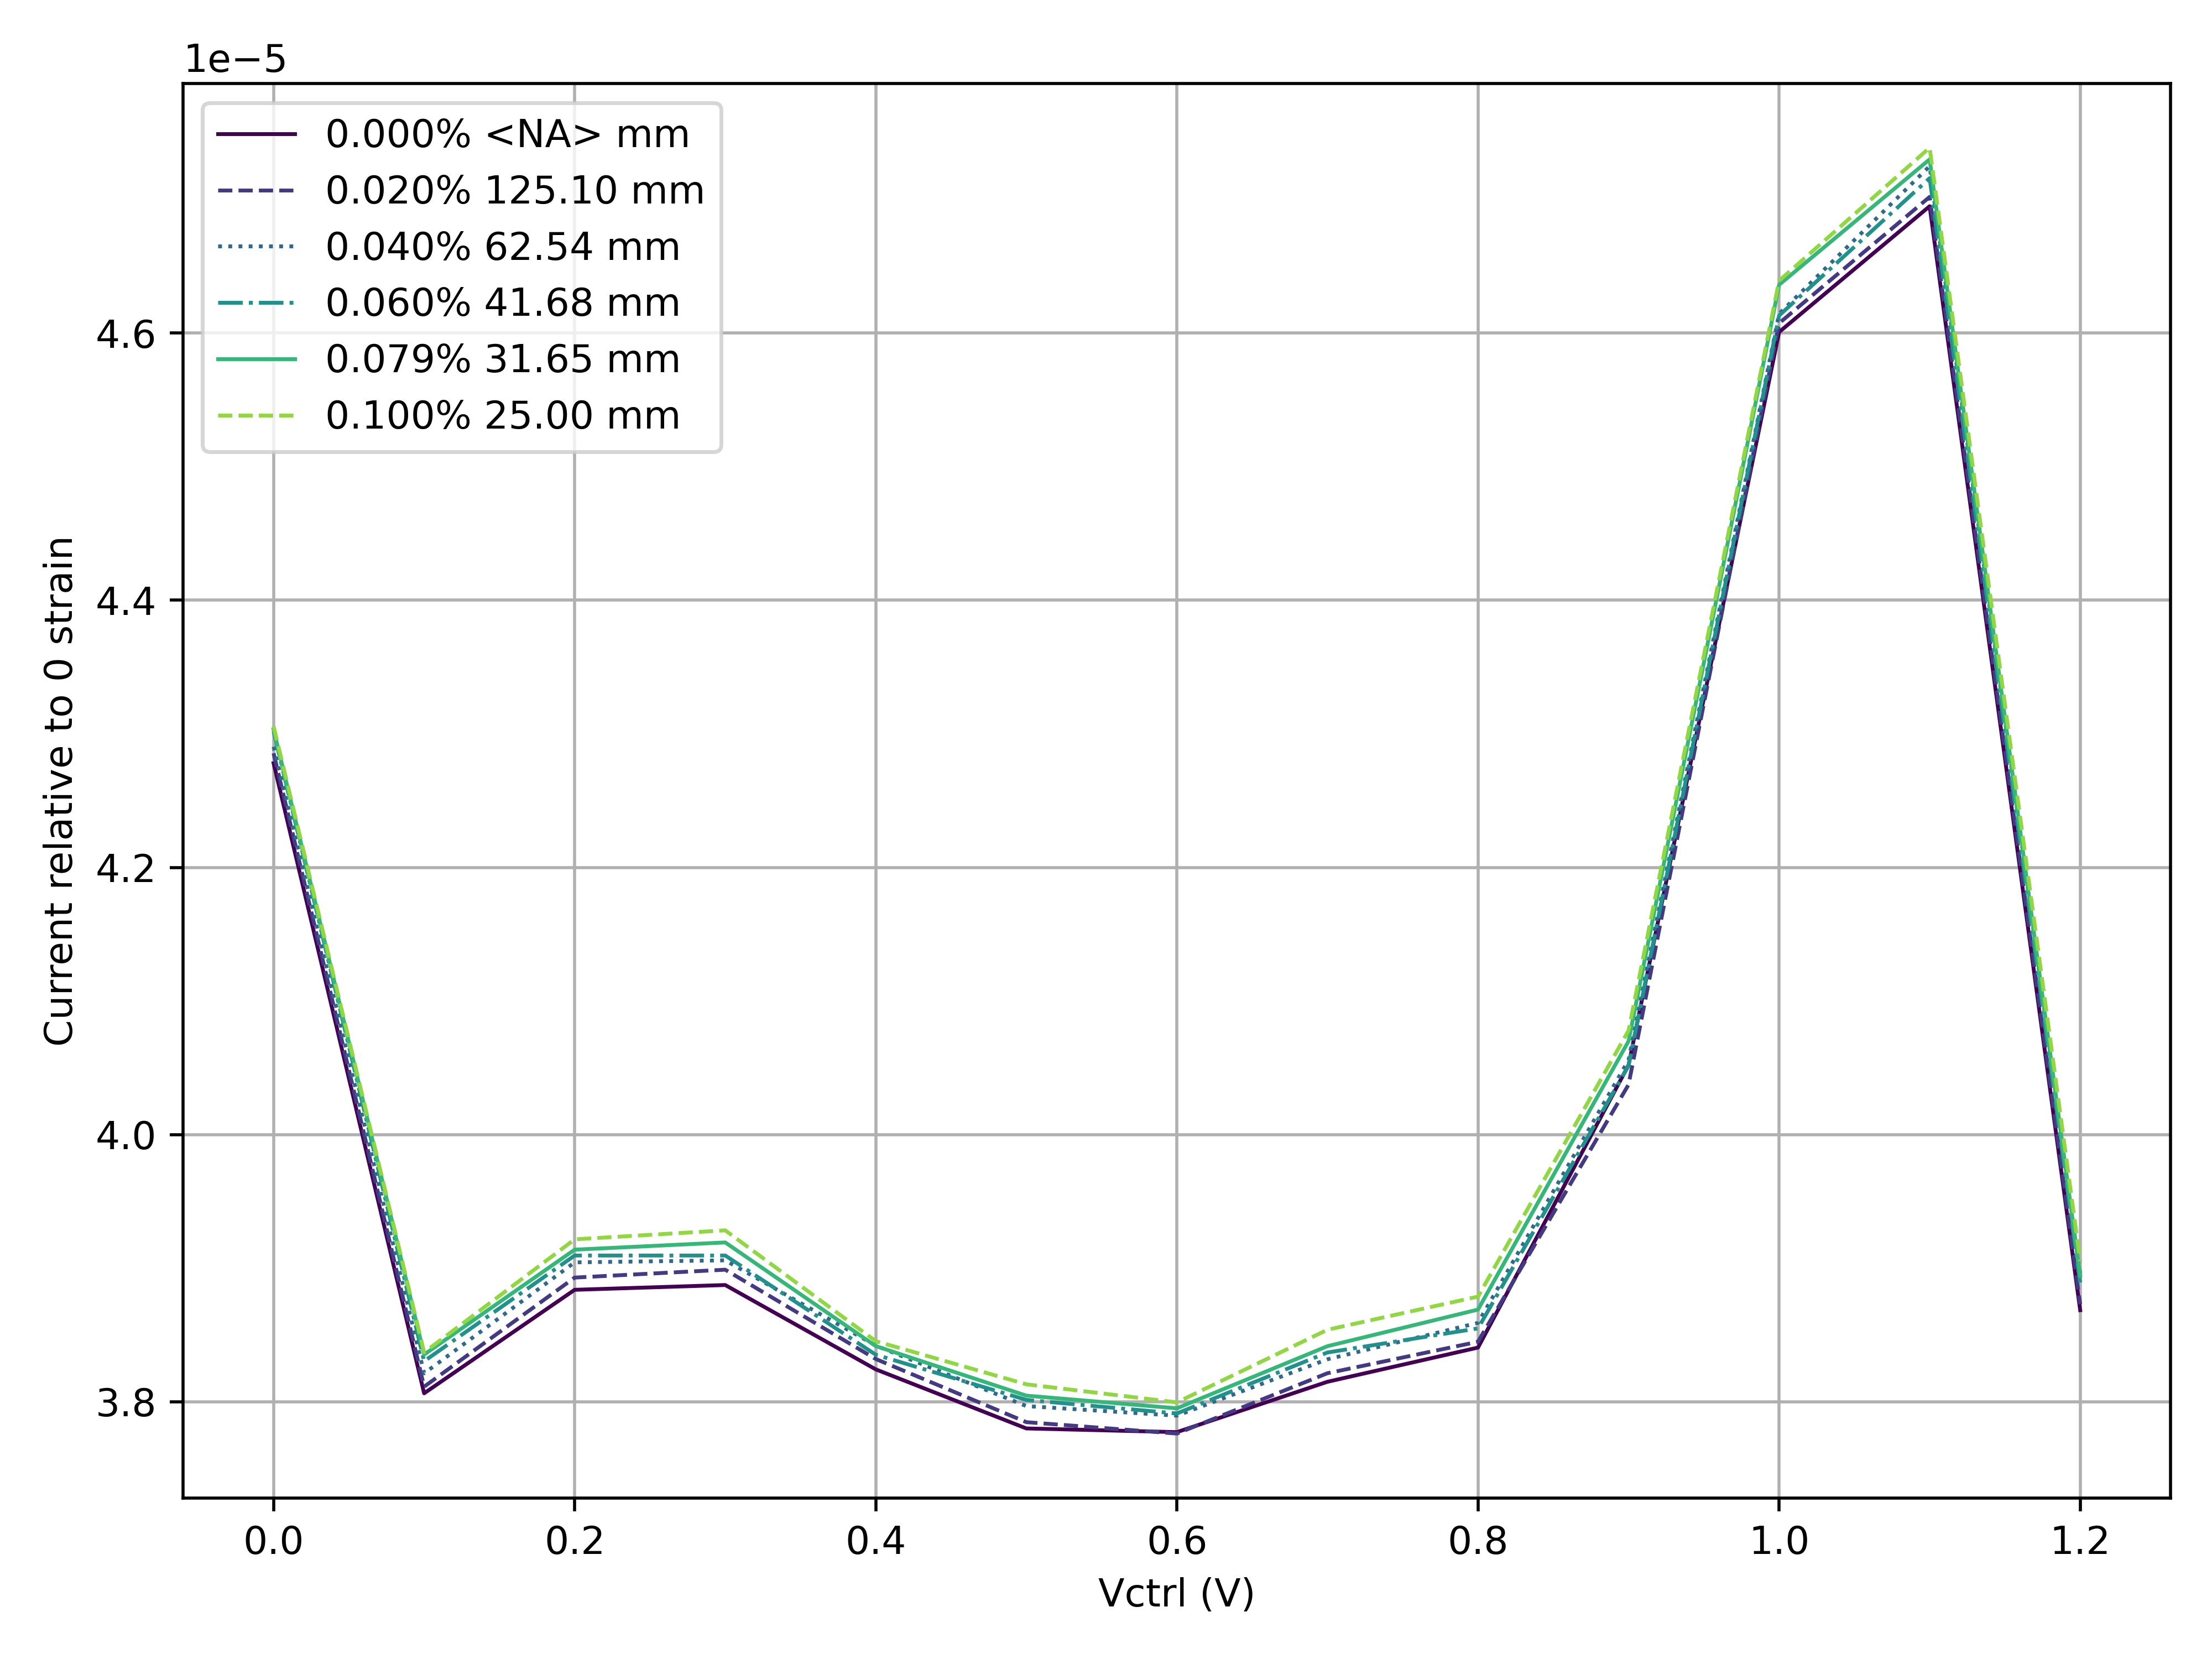 1e−5
0.000% <NA> mm
0.020% 125.10 mm
0.040% 62.54 mm
0.060% 41.68 mm
0.079% 31.65 mm
0.100% 25.00 mm
4.6
4.4
4.2
4.0
3.8
Current relative to 0 strain
0.0 0.2 0.4 0.6 0.8 1.0 1.2
Vctrl (V)